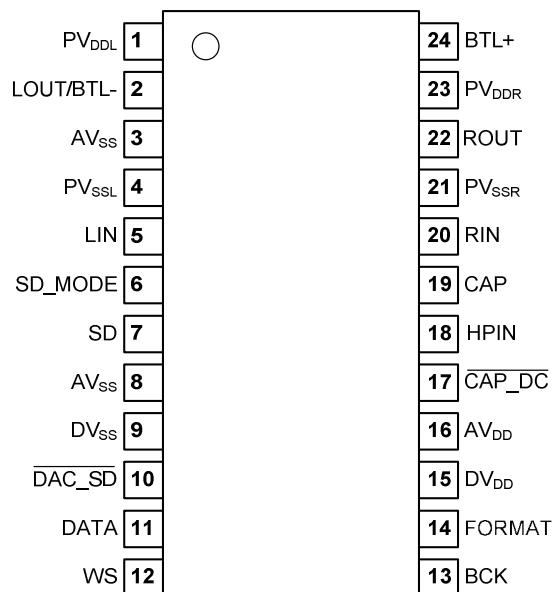 PVDDL 1 24 BTL+
LOUT/BTL- 2 23 PVDDR
AVSS 3 22 ROUT
PVSSL 4 21 PVSSR
LIN 5 20 RIN
SD_MODE 6 19 CAP
SD 7 18 HPIN
AVSS 8 17 CAP_DC
DVSS 9 16 AVDD
DAC_SD 10 15 DVDD
DATA 11 14 FORMAT
WS 12 13 BCK